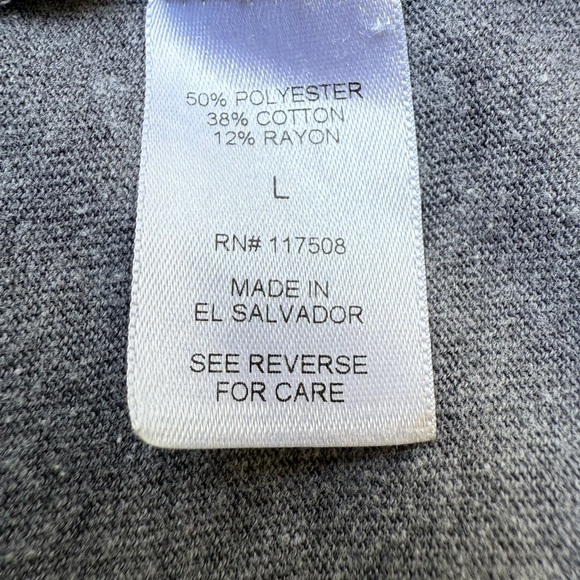 50% POLYESTER
38% COTTON
12% RAYON
L
RN# 117508
MADE IN
EL SALVADOR
SEE REVERSE
FOR CARE